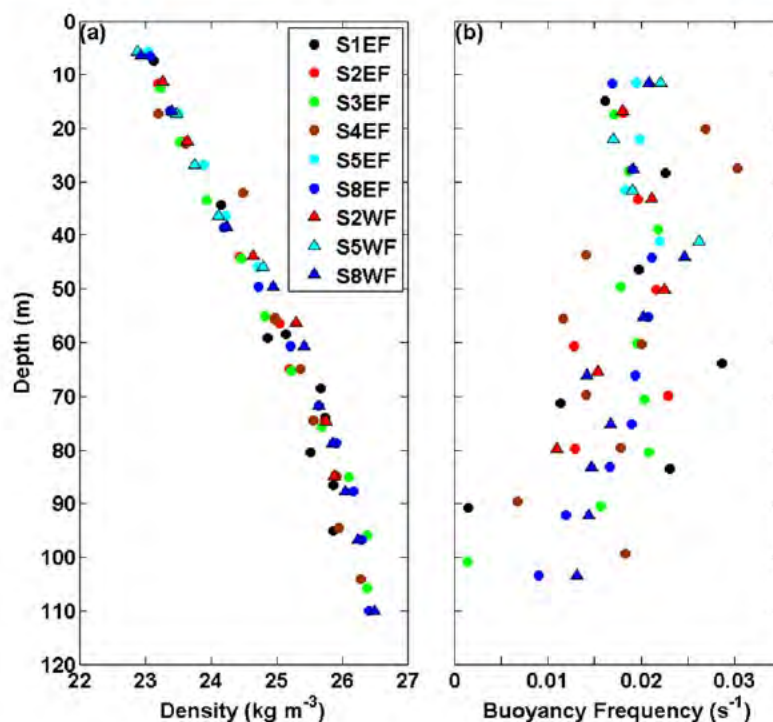 (a)
(b)
0
10
20
30
40
50
60
70
80
90
100
110
120
Depth (m)
S1EF
S2EF
S3EF
S4EF
S5EF
S8EF
S2WF
S5WF
S8WF
22 23 24 25 26 27
Density (kg m⁻³)
0 0.01 0.02 0.03
Buoyancy Frequency (s⁻¹)